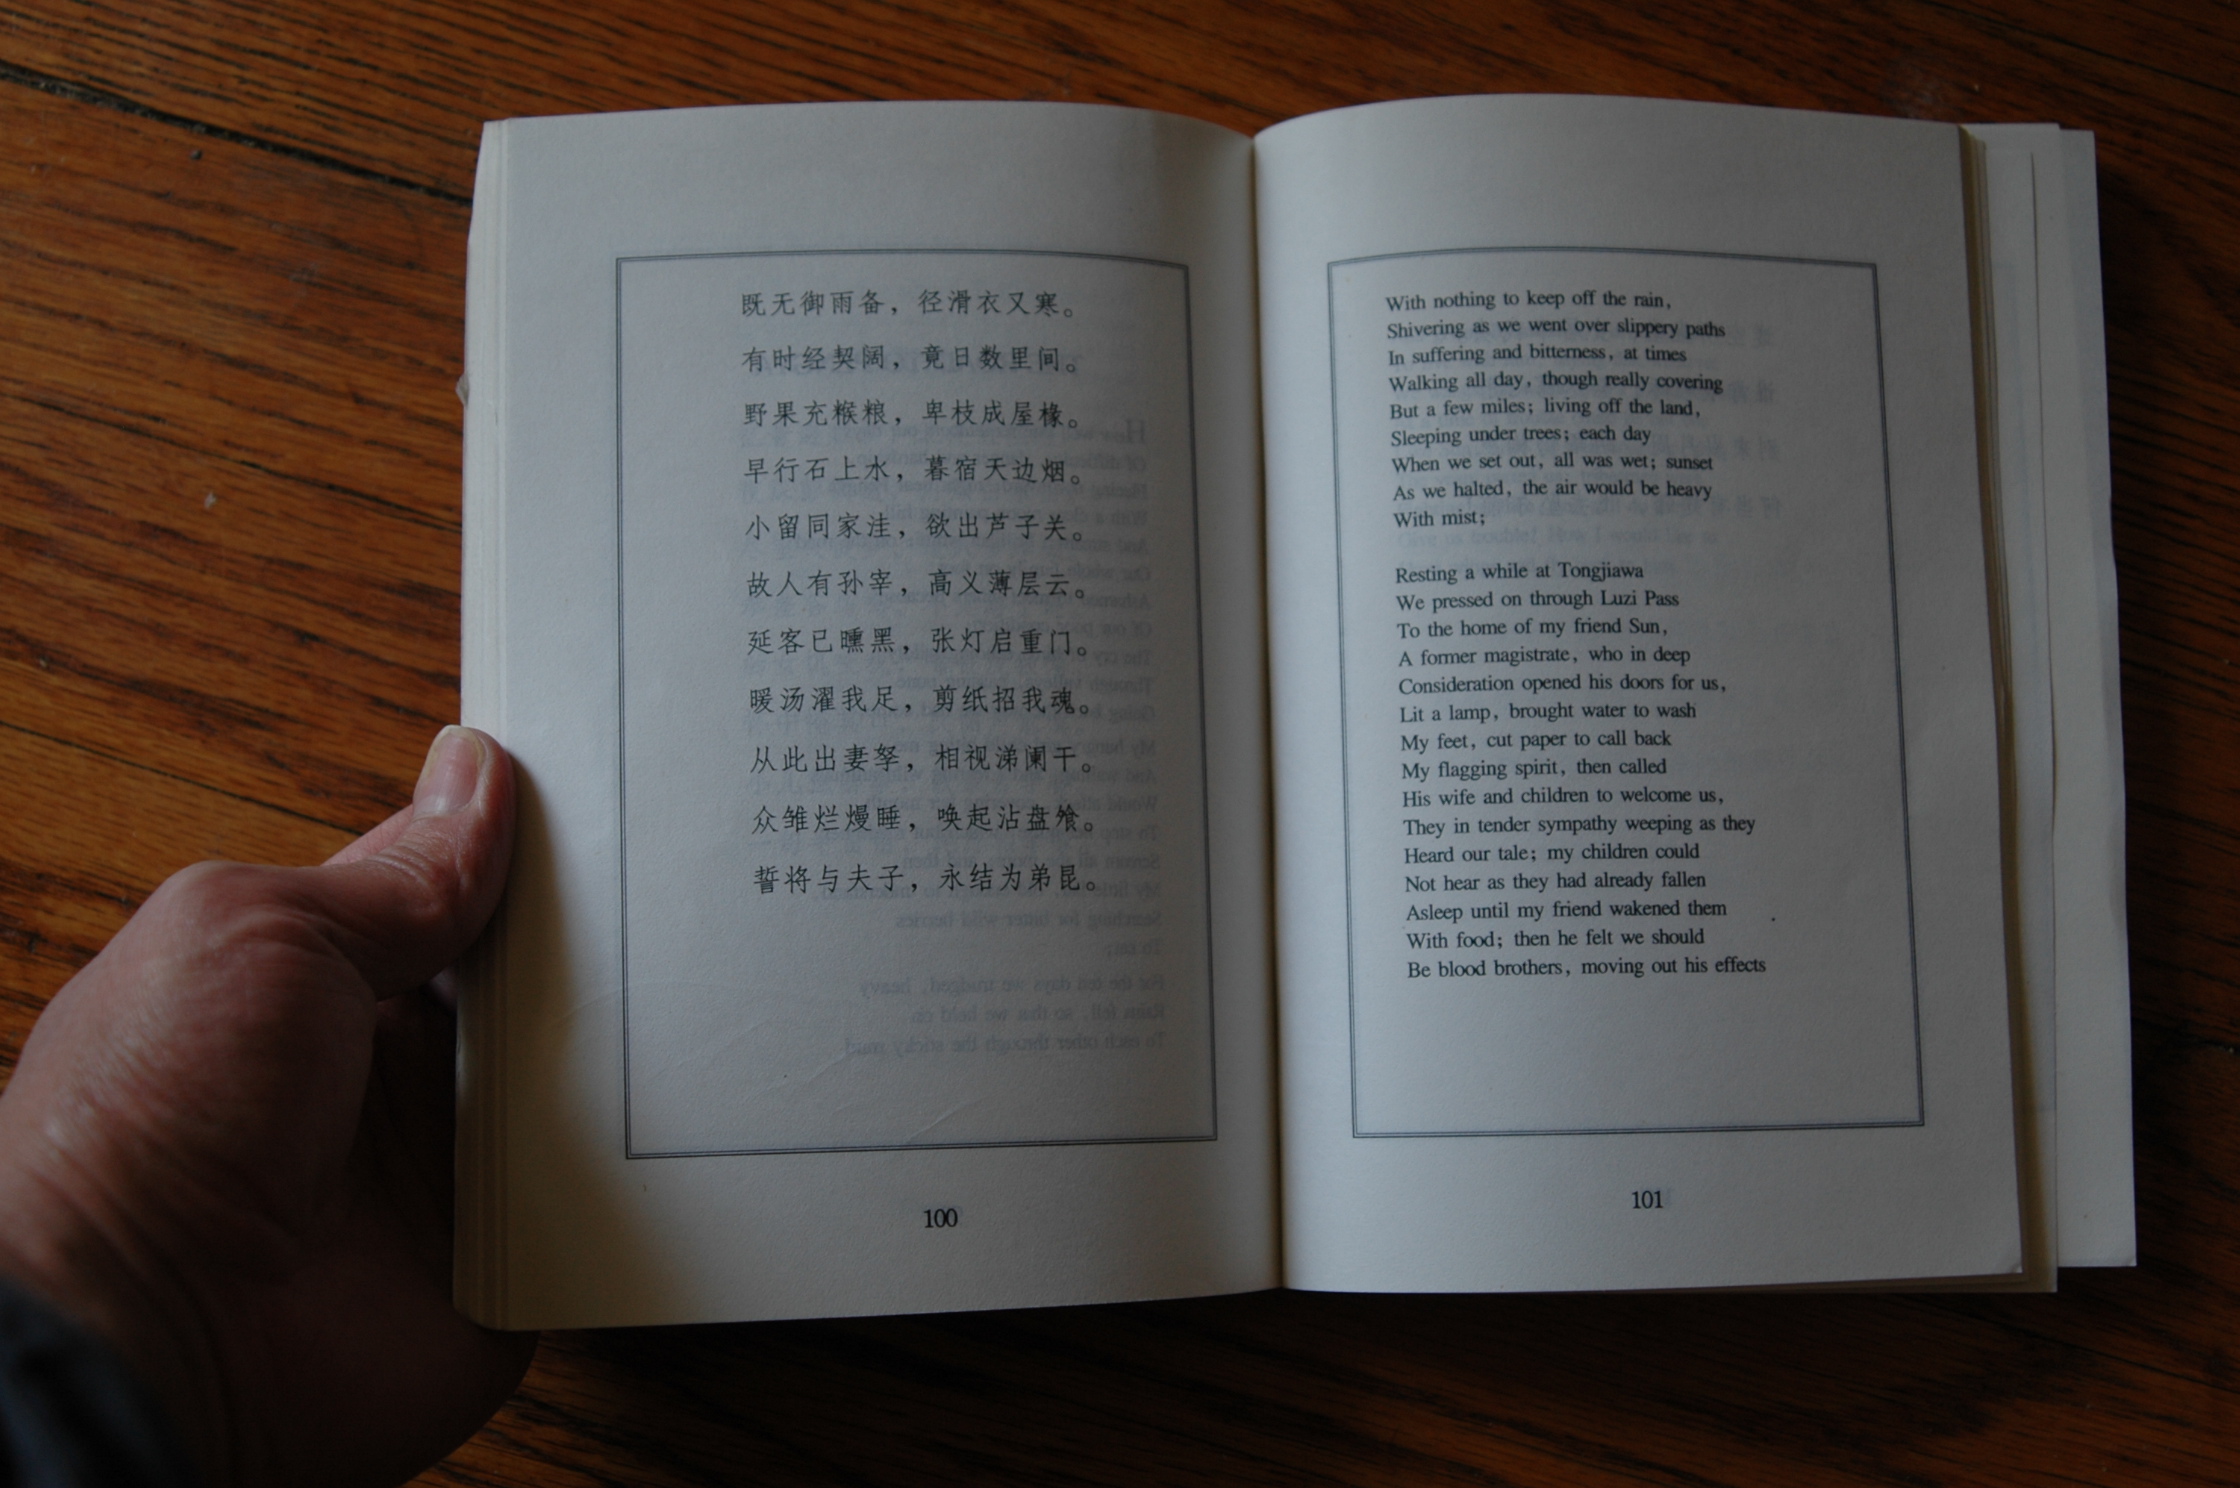 既无御雨备，径滑衣又寒。
有时经契阔，竟日数里间。
野果充糇粮，卑枝成屋椽。
早行石上水，暮宿天边烟。
小留同家洼，欲出芦子关。
故人有孙宰，高义薄层云。
延客已曛黑，张灯启重门。
暖汤濯我足，剪纸招我魂。
从此出妻孥，相视涕阑干。
众雏烂熳睡，唤起沾盘飧。
誓将与夫子，永结为弟昆。
100
With nothing to keep off the rain,
Shivering as we went over slippery paths
In suffering and bitterness, at times
Walking all day, though really covering
But a few miles; living off the land,
Sleeping under trees; each day
When we set out, all was wet; sunset
As we halted, the air would be heavy
With mist;
Resting a while at Tongjiawa
We pressed on through Luzi Pass
To the home of my friend Sun,
A former magistrate, who in deep
Consideration opened his doors for us,
Lit a lamp, brought water to wash
My feet, cut paper to call back
My flagging spirit, then called
His wife and children to welcome us,
They in tender sympathy weeping as they
Heard our tale; my children could
Not hear as they had already fallen
Asleep until my friend wakened them
With food; then he felt we should
Be blood brothers, moving out his effects
101